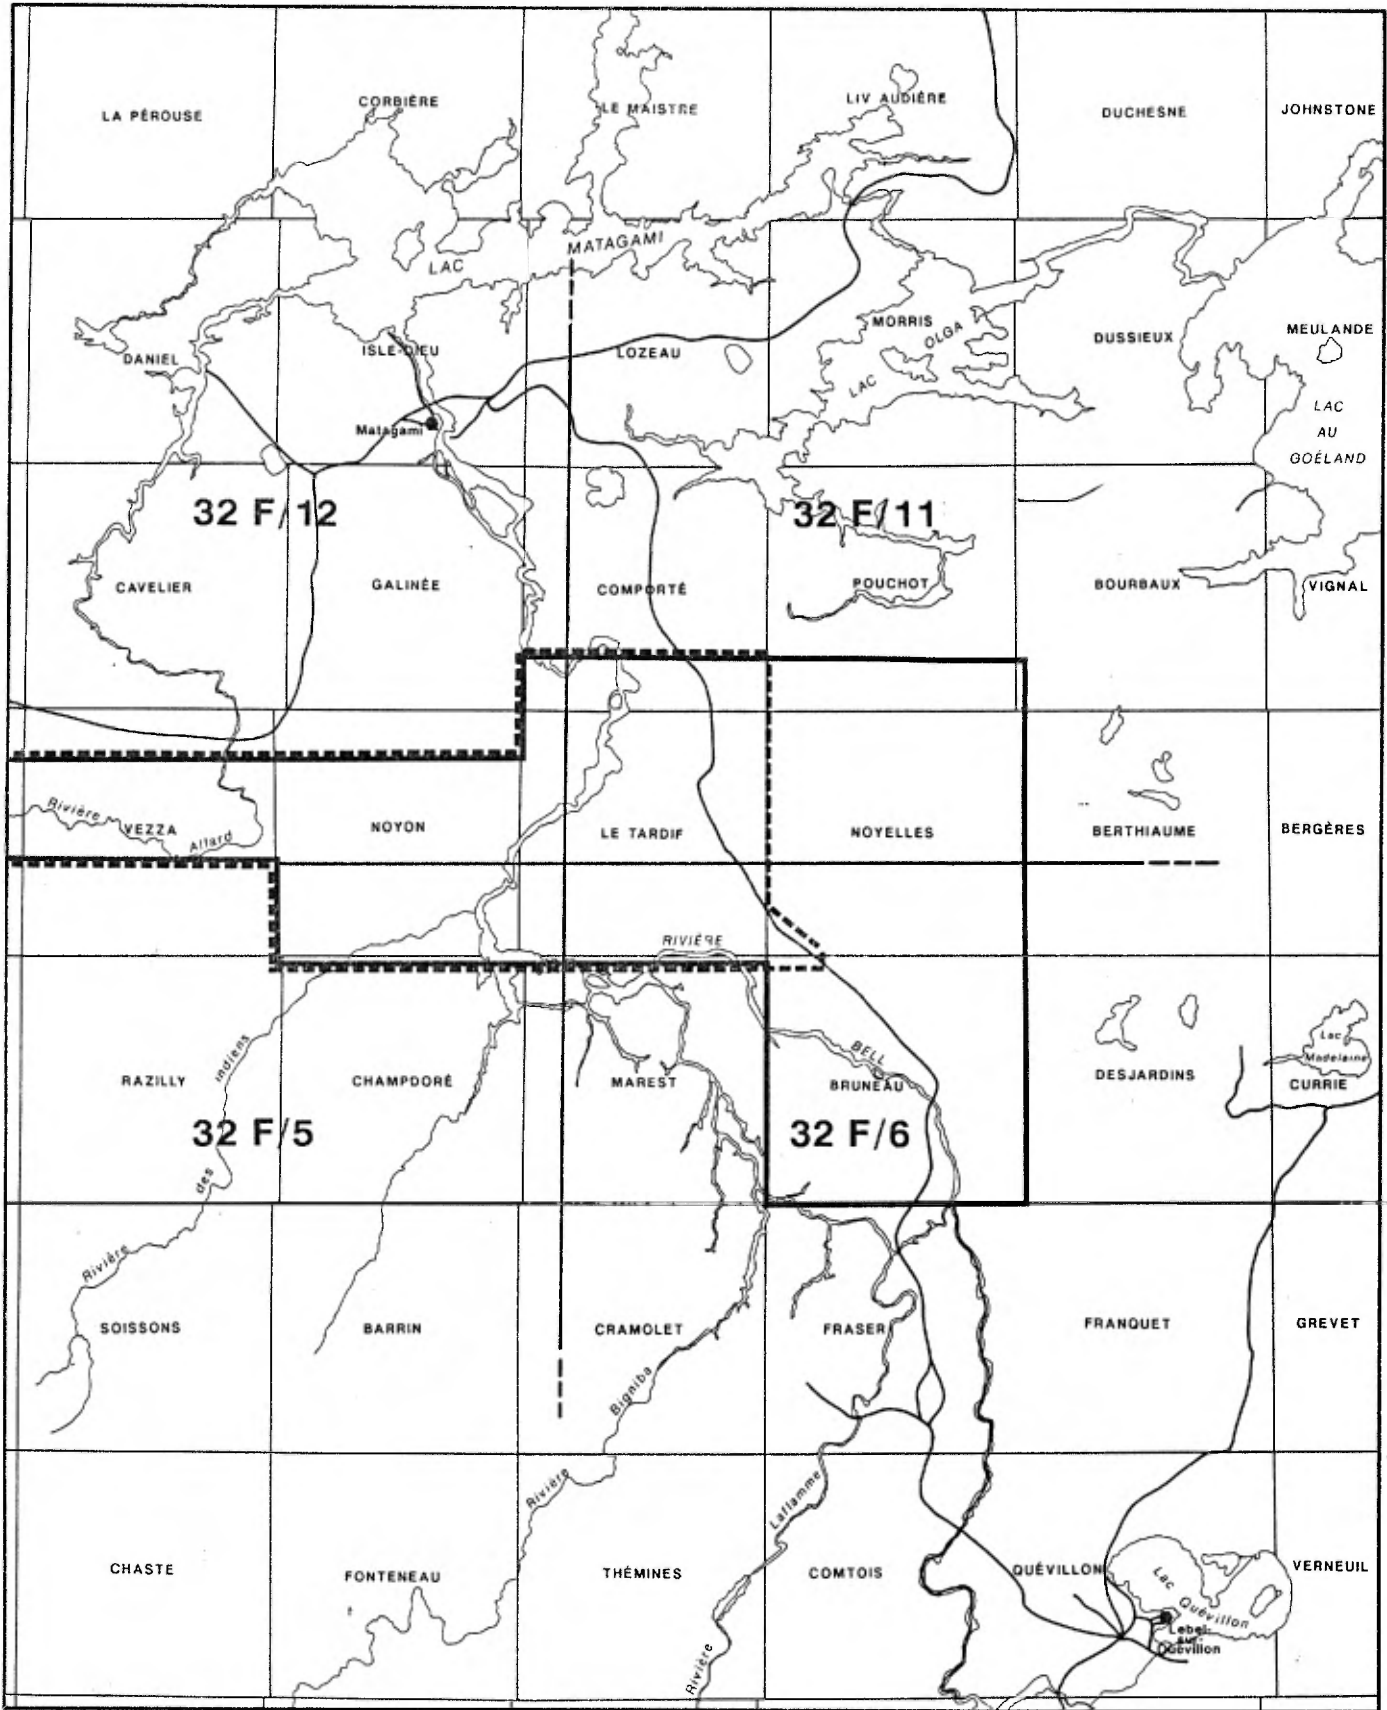 LA PÉROUSE
CORBIÈRE
LE MAISTRE
LIV AUDIÈRE
DUCHESNE
JOHNSTONE
LAC MATAGAMI
DANIEL
ISLE-DIEU
LOZEAU
MORRIS
LAC OLGA
DUSSIEUX
MEULANDE
Matagami
LAC
AU
GOÉLAND
32 F/12
32 F/11
CAVELIER
GALINÉE
COMPORTÉ
POUCHOT
BOURBAUX
VIGNAL
Rivière Allard
VEZZA
NOYON
LE TARDIF
NOYELLES
BERTHIAUME
BERGÈRES
RIVIÈRE BELL
RAZILLY
CHAMPDORÉ
MAREST
BRUNEAU
DESJARDINS
Lac
Madelaine
CURRIE
32 F/5
32 F/6
Rivière des Indiens
SOISSONS
BARRIN
CRAMOLET
FRASER
FRANQUET
GREVET
Rivière Bigniba
Rivière Laflamme
CHASTE
FONTENEAU
THÉMINES
COMTOIS
QUÉVILLON
VERNEUIL
Lac Quévillon
Lebel-
sur-
Quévillon